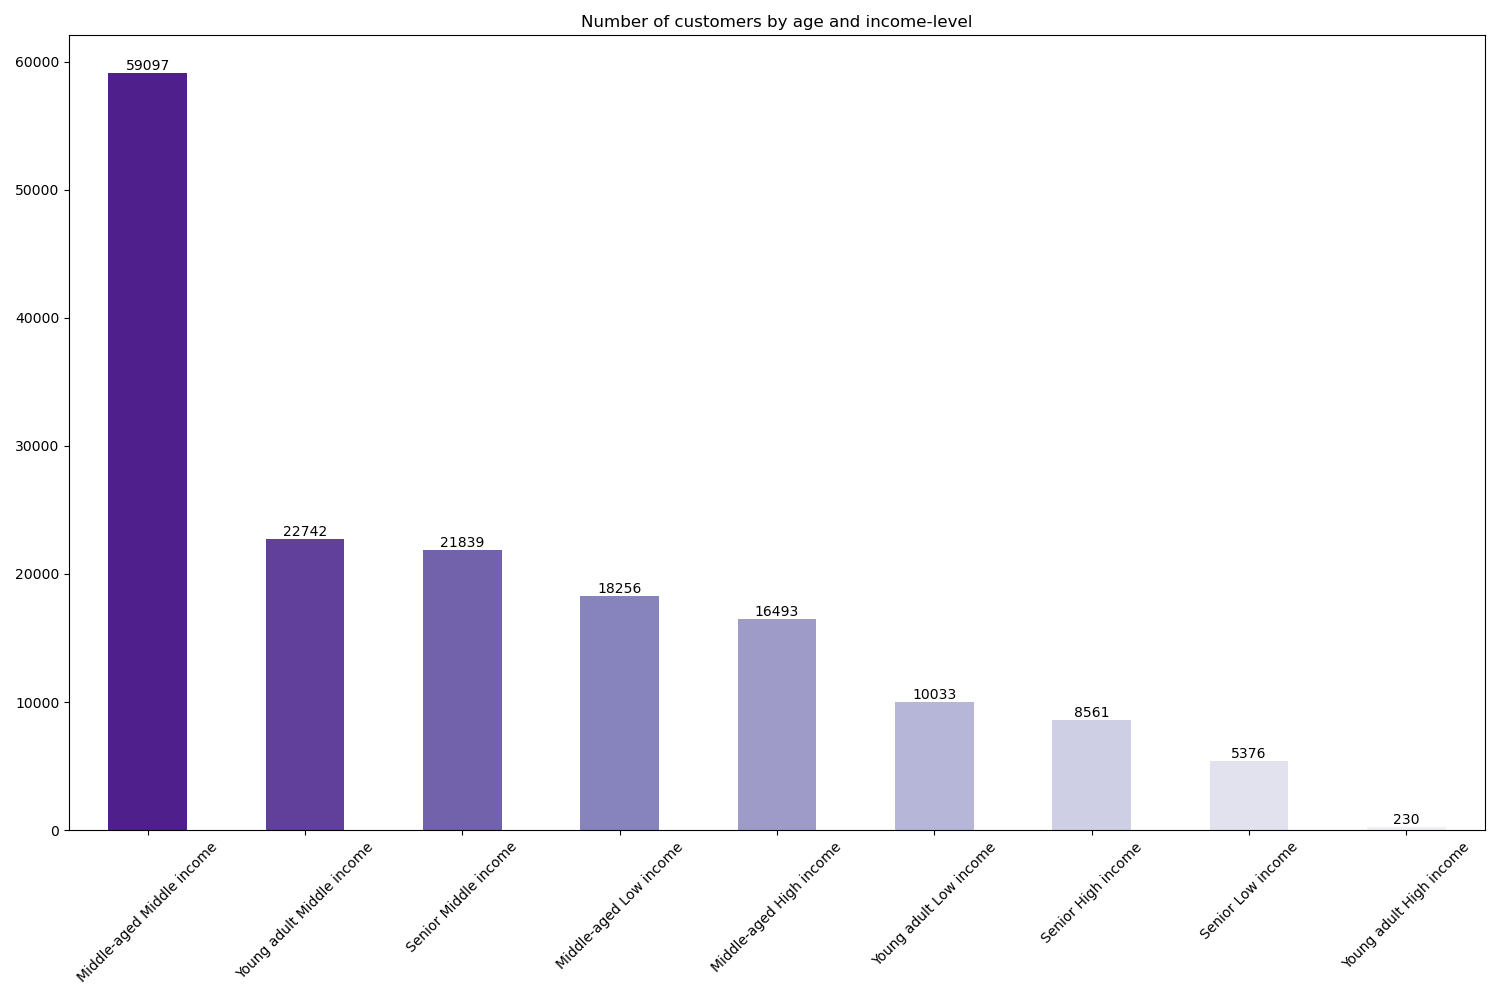 Number of customers by age and income-level
60000
50000
40000
30000
20000
10000
0
59097
22742
21839
18256
16493
10033
8561
5376
230
Middle-aged Middle income
Young adult Middle income
Senior Middle income
Middle-aged Low income
Middle-aged High income
Young adult Low income
Senior High income
Senior Low income
Young adult High income